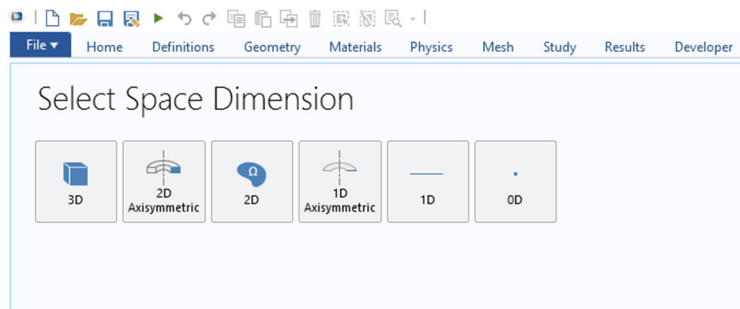 File Home Definitions Geometry Materials Physics Mesh Study Results Developer
Select Space Dimension
Ω
3D
2D
Axisymmetric
2D
1D
Axisymmetric
1D
0D